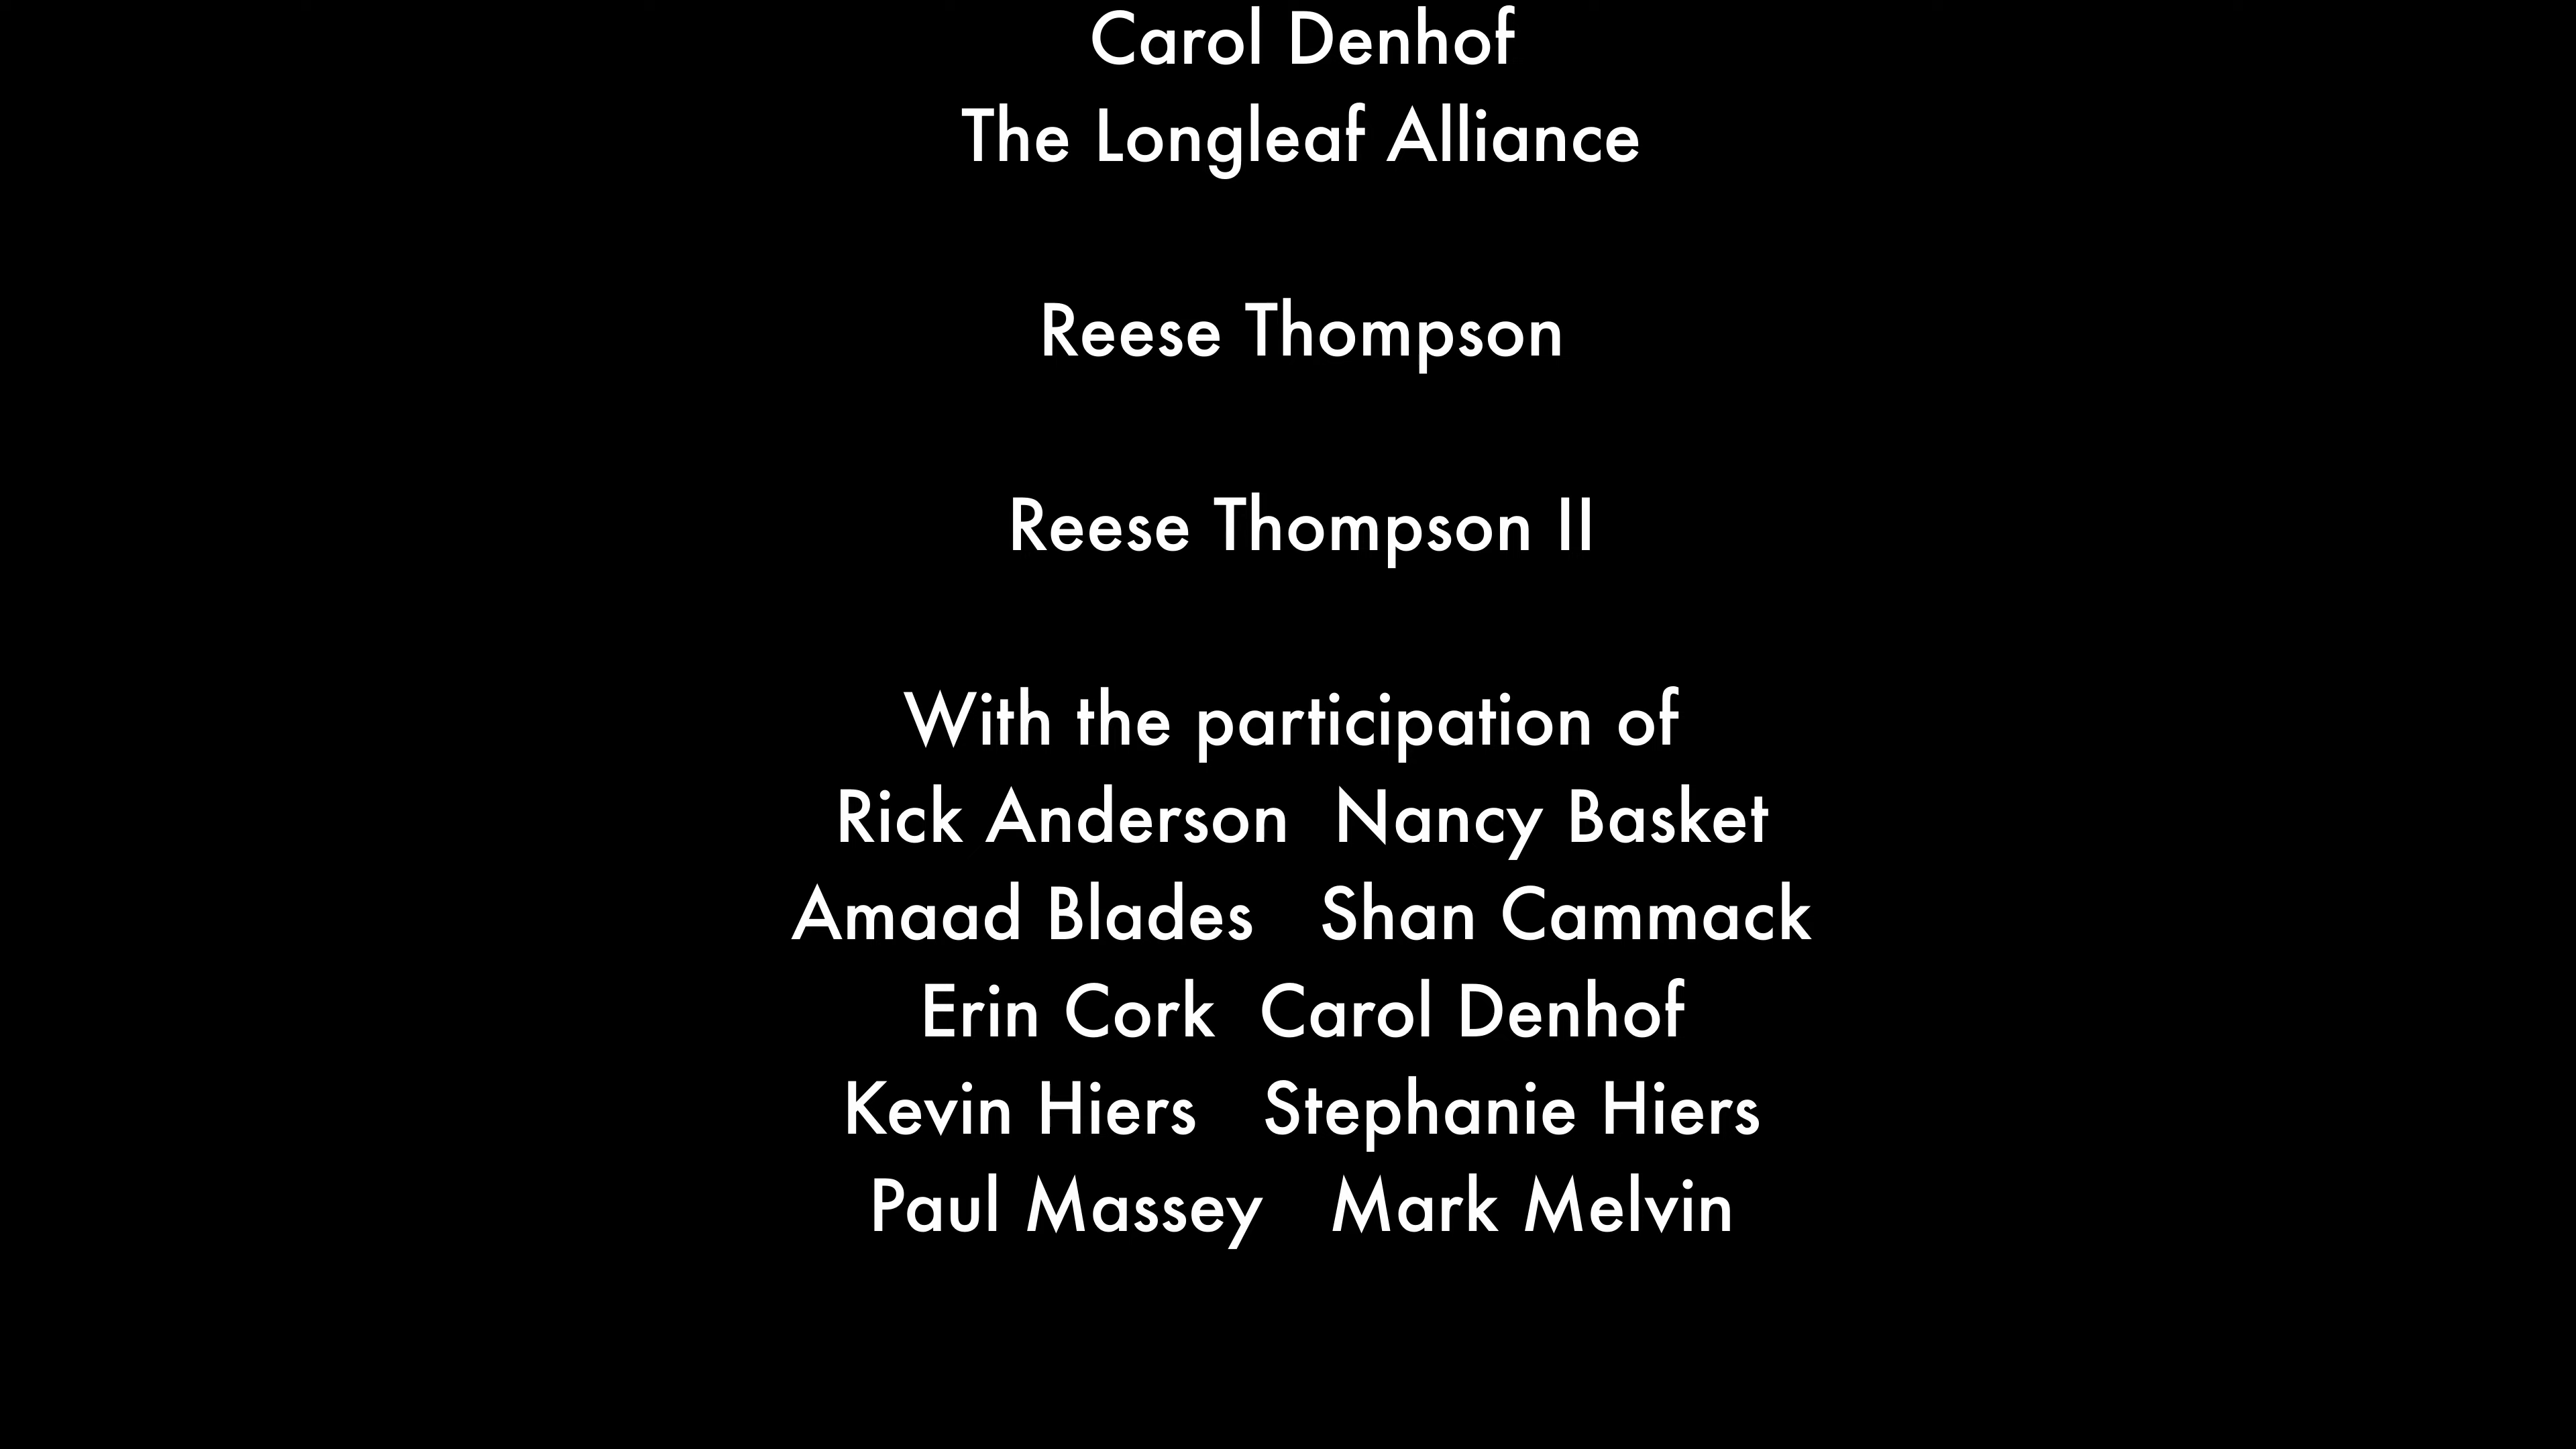 Carol Denhof
The Longleaf Alliance
Reese Thompson
Reese Thompson II
With the participation of
Rick Anderson Nancy Basket
Amaad Blades Shan Cammack
Erin Cork Carol Denhof
Kevin Hiers Stephanie Hiers
Paul Massey Mark Melvin